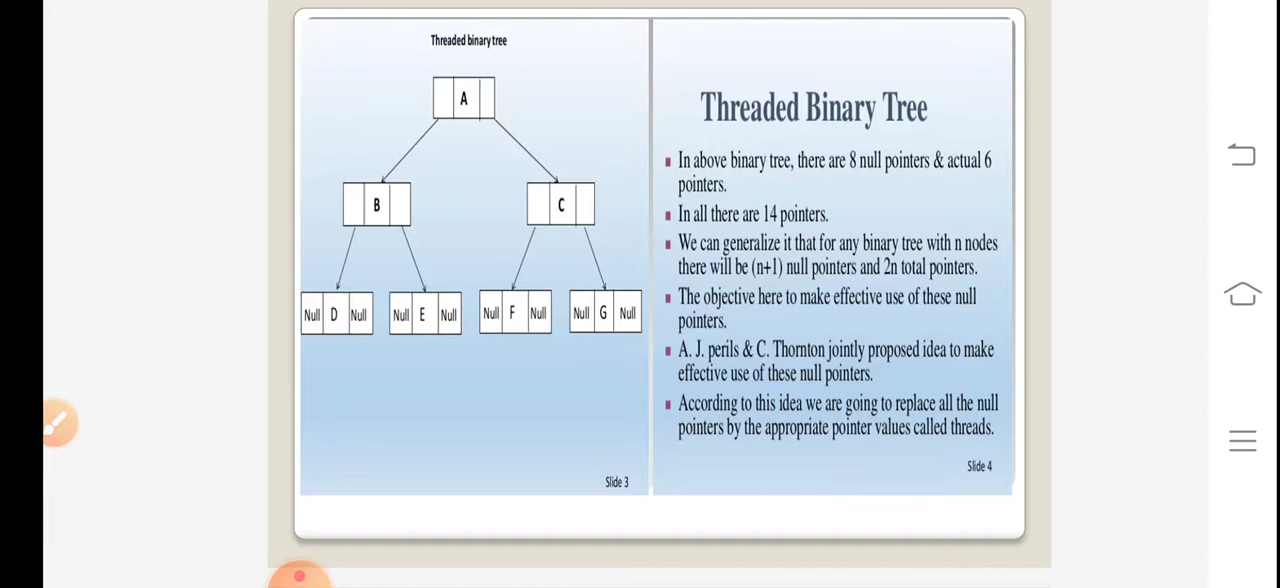 Threaded binary tree
A
B
C
Null D Null
Null E Null
Null F Null
Null G Null
Slide 3
Threaded Binary Tree
In above binary tree, there are 8 null pointers & actual 6
pointers.
In all there are 14 pointers.
We can generalize it that for any binary tree with n nodes
there will be (n+1) null pointers and 2n total pointers.
The objective here to make effective use of these null
pointers.
A. J. perils & C. Thornton jointly proposed idea to make
effective use of these null pointers.
According to this idea we are going to replace all the null
pointers by the appropriate pointer values called threads.
Slide 4